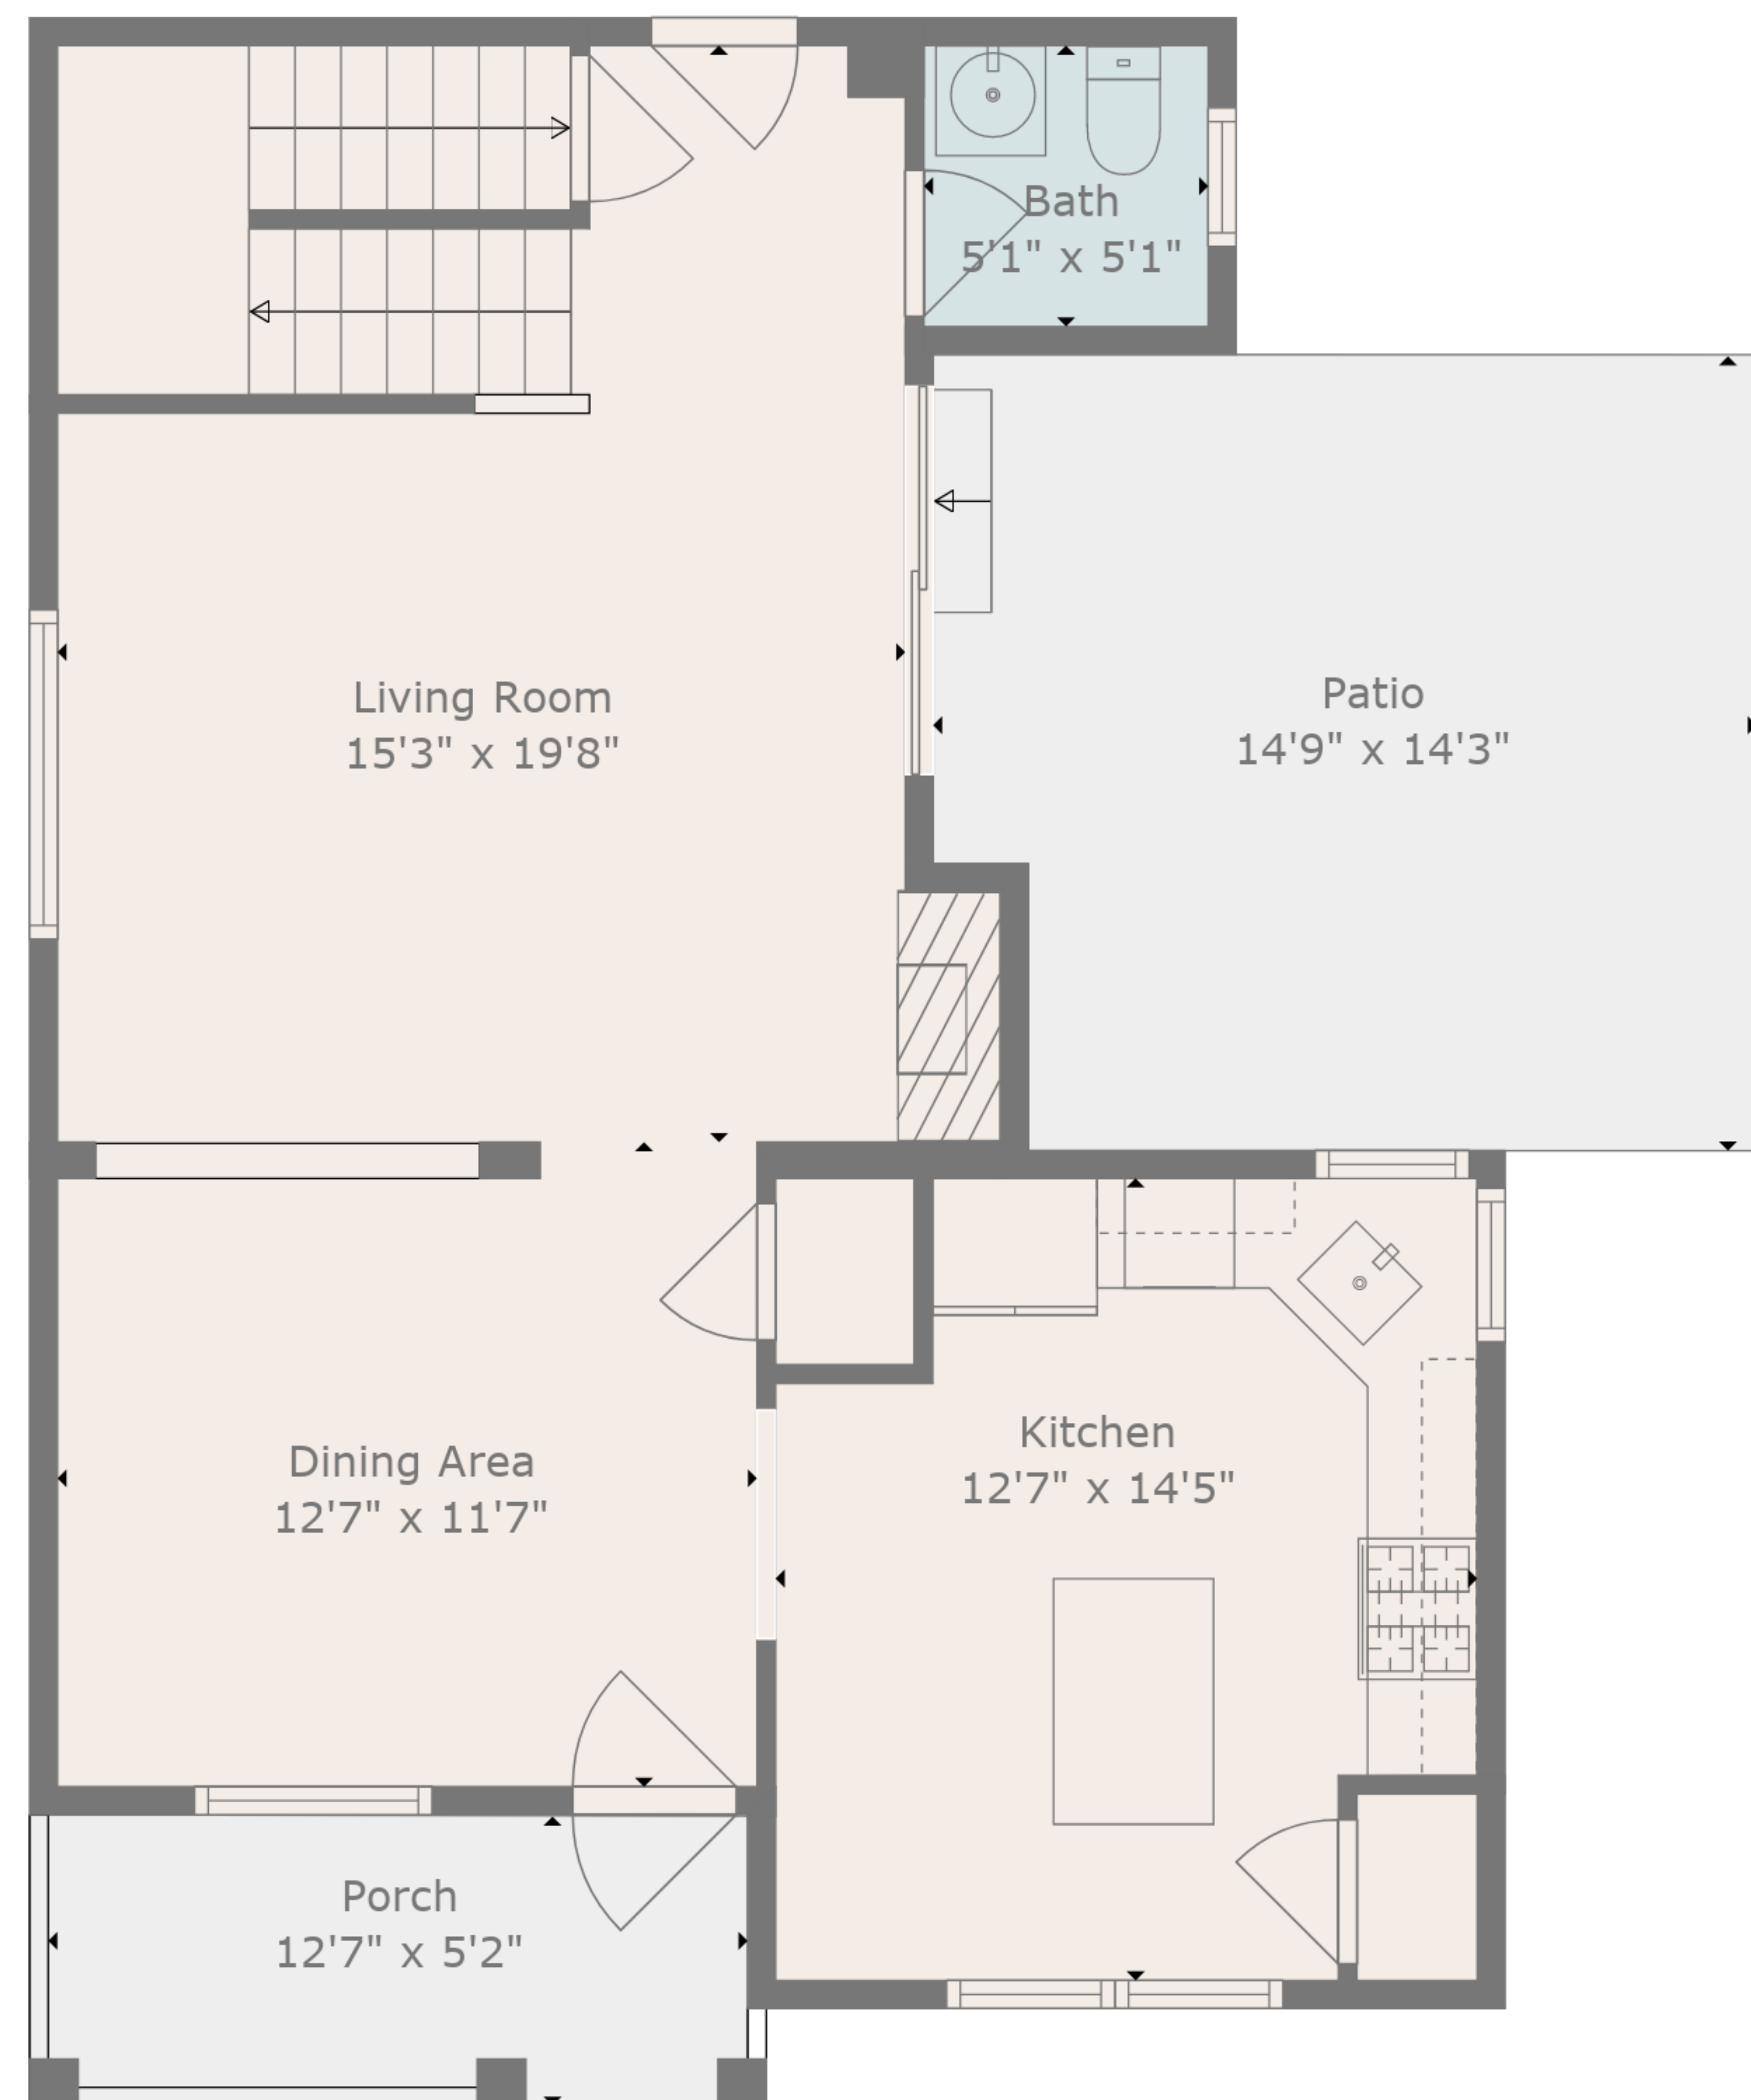 Bath
5'1" x 5'1"
Living Room
15'3" x 19'8"
Patio
14'9" x 14'3"
Dining Area
12'7" x 11'7"
Kitchen
12'7" x 14'5"
Porch
12'7" x 5'2"